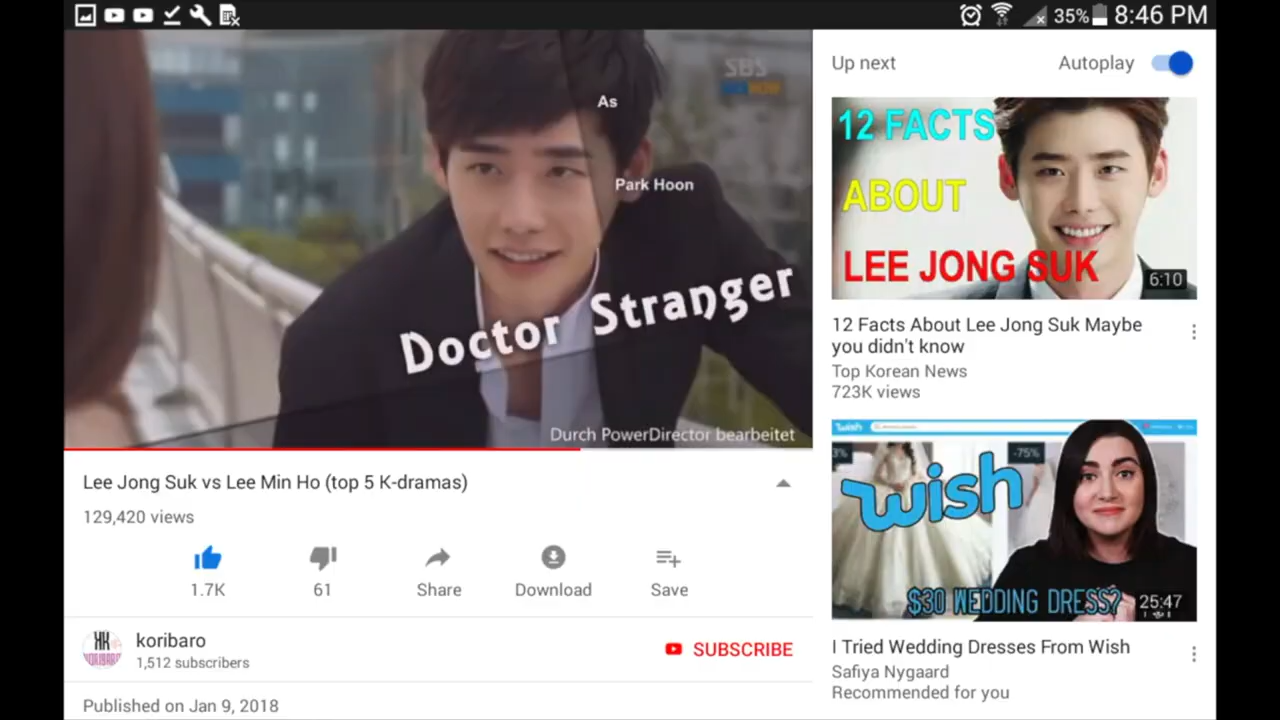 35% 8:46 PM
SBS
As
Park Hoon
Doctor Stranger
Durch PowerDirector bearbeitet
Lee Jong Suk vs Lee Min Ho (top 5 K-dramas)
129,420 views
1.7K
61
Share
Download
Save
koribaro
1,512 subscribers
SUBSCRIBE
Published on Jan 9, 2018
Up next
Autoplay
12 FACTS
ABOUT
LEE JONG SUK
6:10
12 Facts About Lee Jong Suk Maybe
you didn't know
Top Korean News
723K views
wish
-75%
wish
$30 WEDDING DRESS?
25:47
I Tried Wedding Dresses From Wish
Safiya Nygaard
Recommended for you